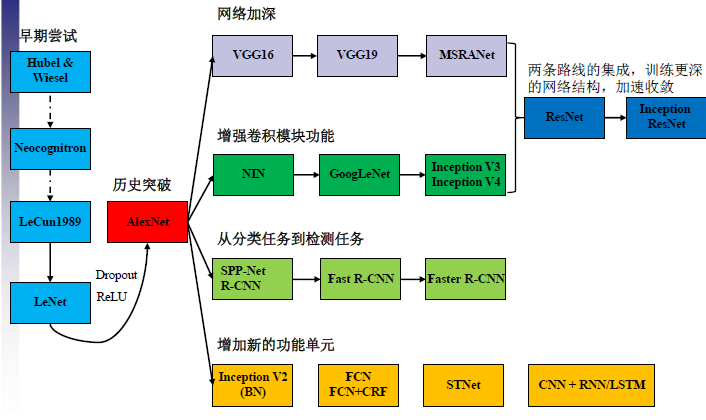 早期尝试
Hubel &
Wiesel
Neocognitron
LeCun1989
LeNet
Dropout
ReLU
历史突破
AlexNet
网络加深
VGG16
VGG19
MSRANet
增强卷积模块功能
NIN
GoogLeNet
Inception V3
Inception V4
两条路线的集成，训练更深
的网络结构，加速收敛
ResNet
Inception
ResNet
从分类任务到检测任务
SPP-Net
R-CNN
Fast R-CNN
Faster R-CNN
增加新的功能单元
Inception V2
(BN)
FCN
FCN+CRF
STNet
CNN + RNN/LSTM